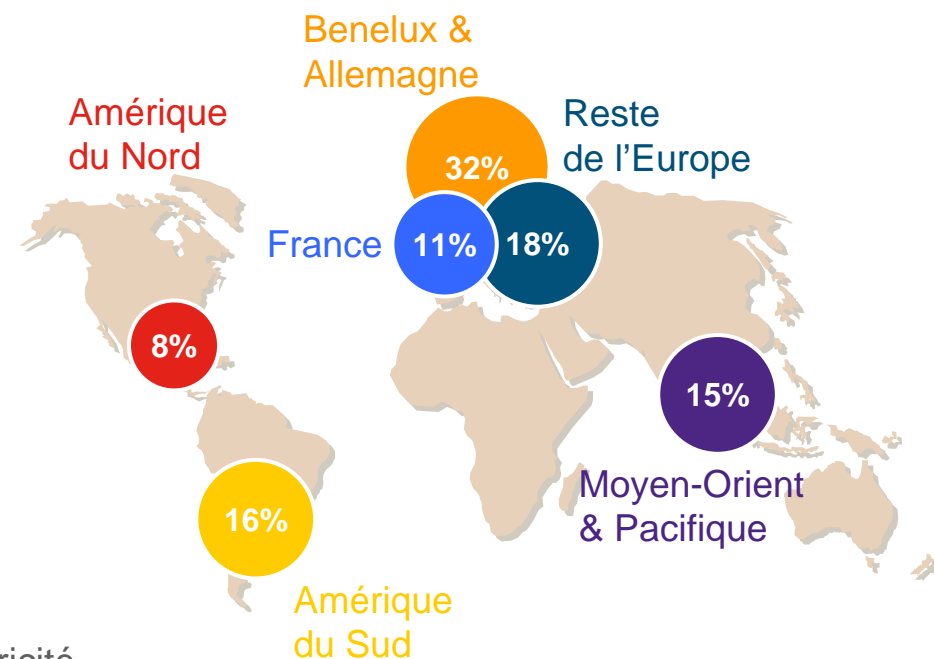 Benelux &
Allemagne
Amérique
du Nord
Reste
de l’Europe
32%
France
11%
18%
8%
15%
Moyen-Orient
& Pacifique
16%
Amérique
du Sud